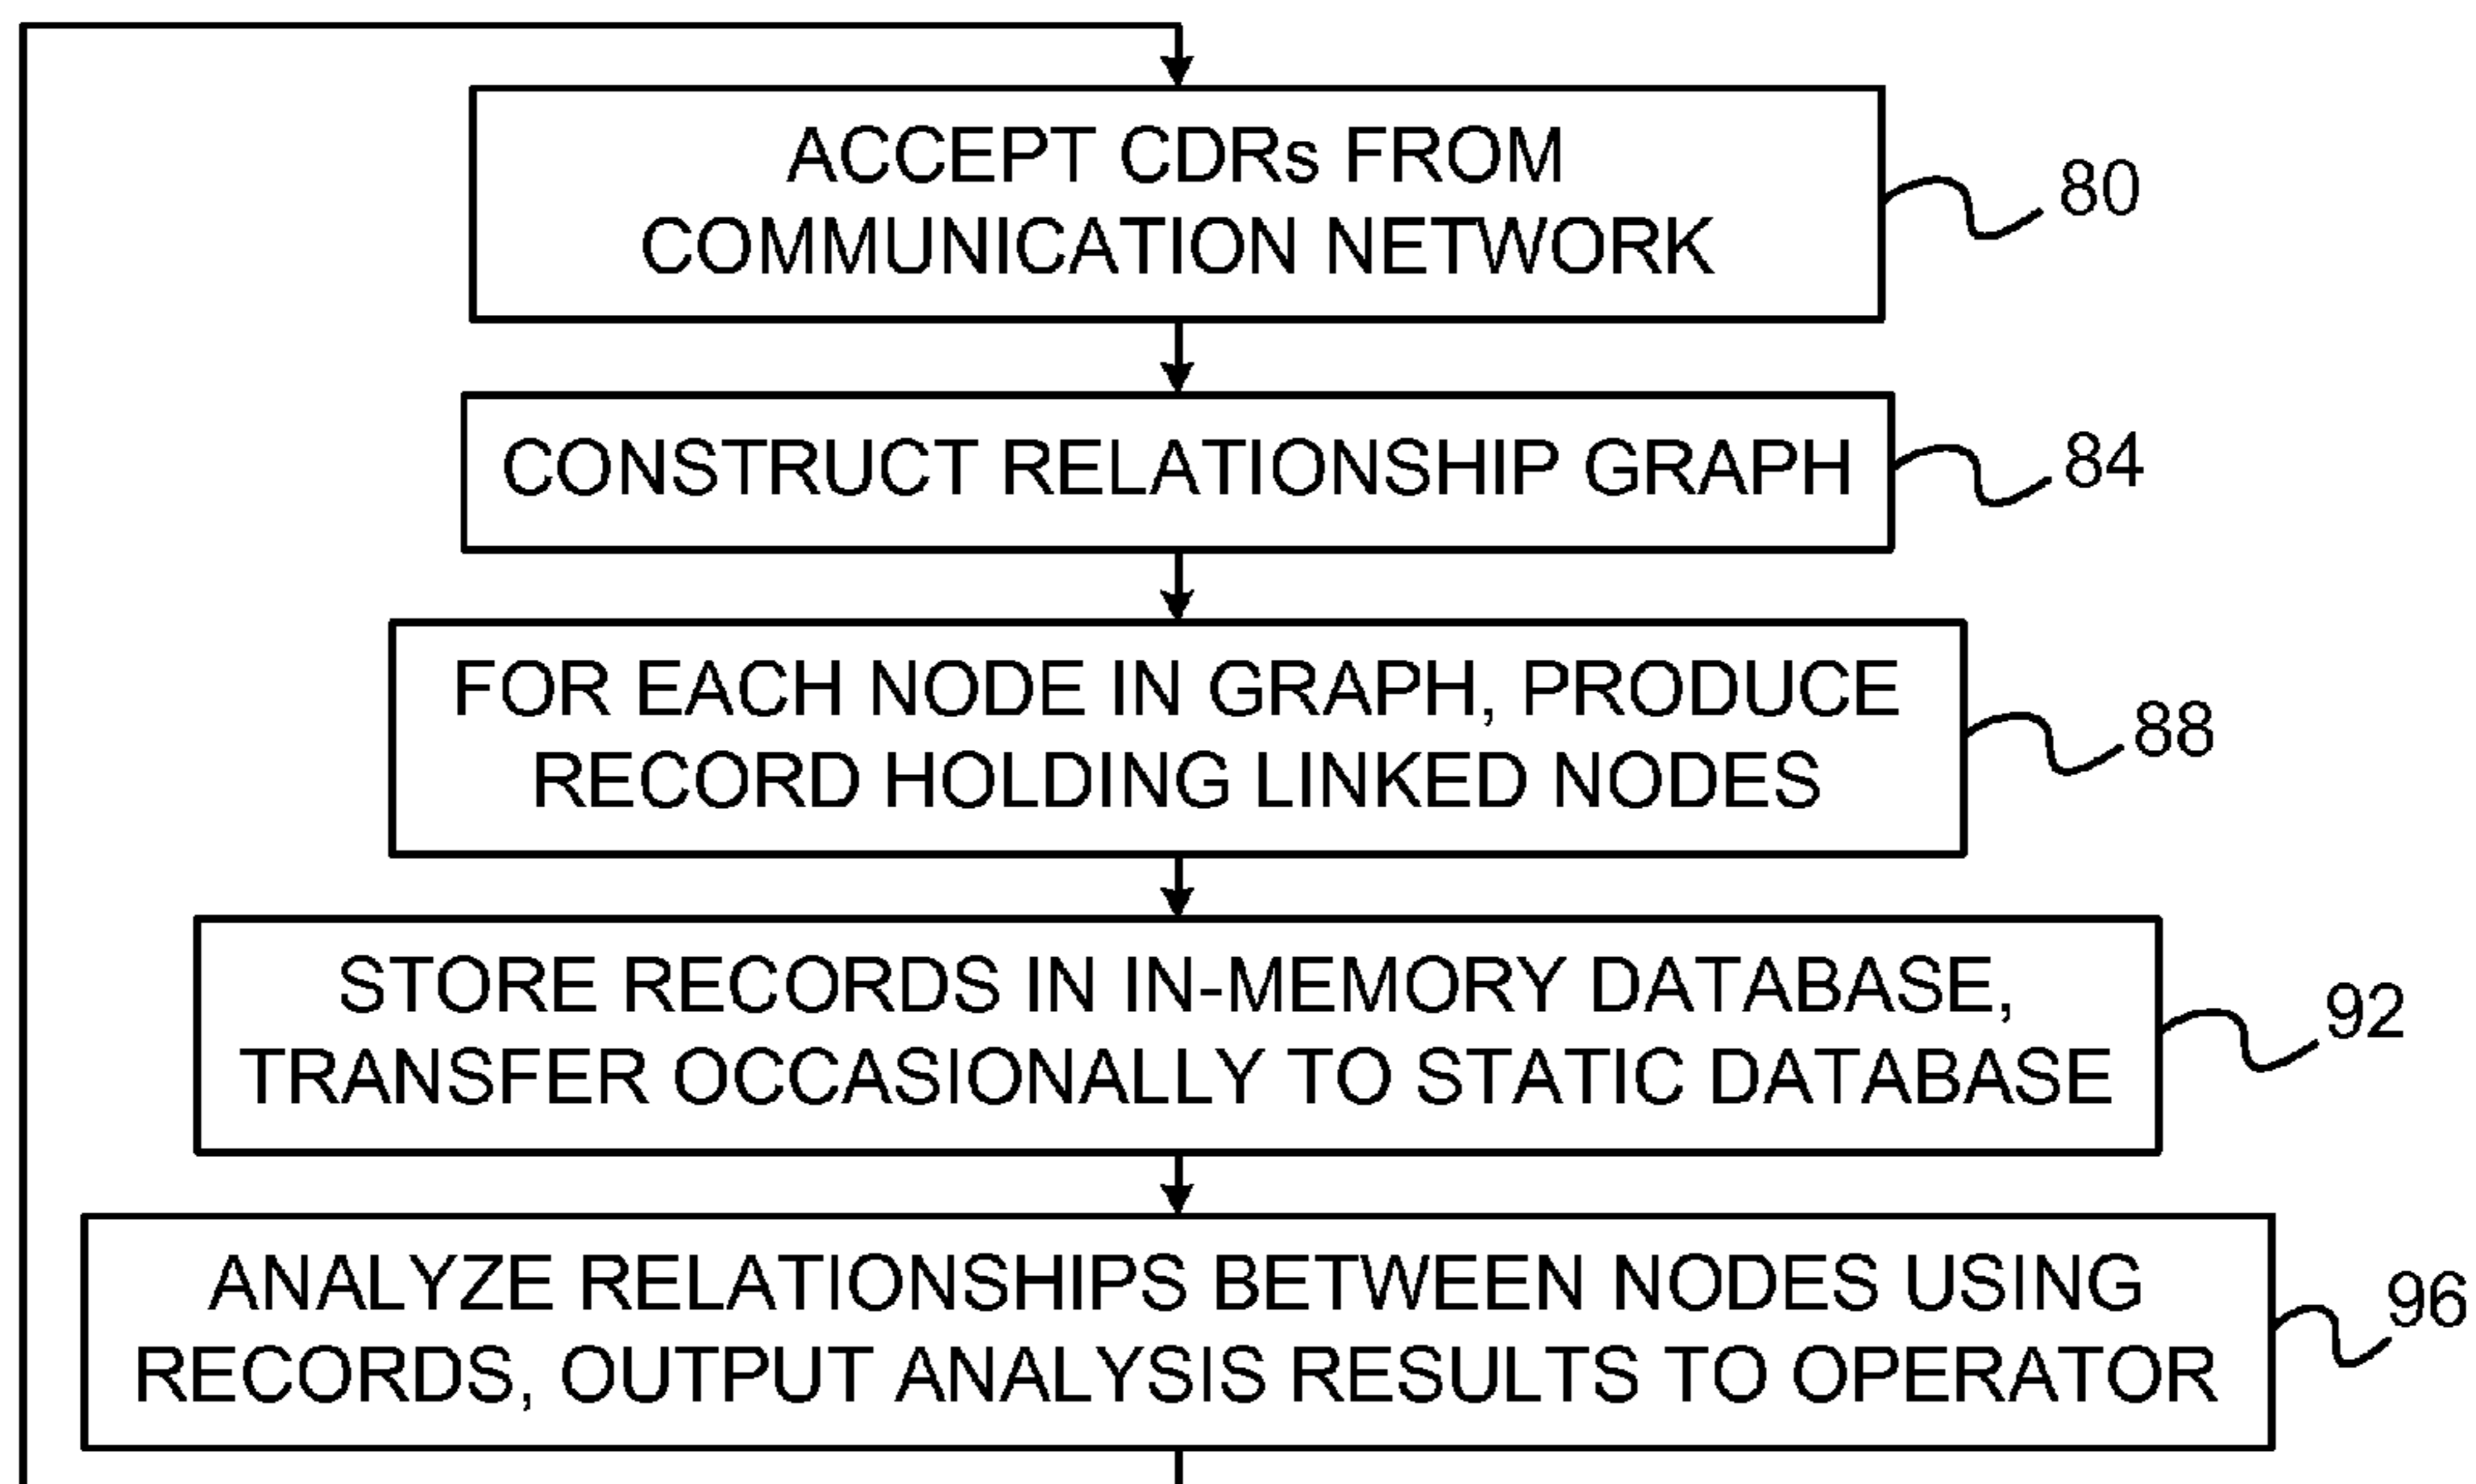 ACCEPT CDRs FROM
COMMUNICATION NETWORK
80
CONSTRUCT RELATIONSHIP GRAPH
84
FOR EACH NODE IN GRAPH, PRODUCE
RECORD HOLDING LINKED NODES
88
STORE RECORDS IN IN-MEMORY DATABASE,
TRANSFER OCCASIONALLY TO STATIC DATABASE
92
ANALYZE RELATIONSHIPS BETWEEN NODES USING
RECORDS, OUTPUT ANALYSIS RESULTS TO OPERATOR
96